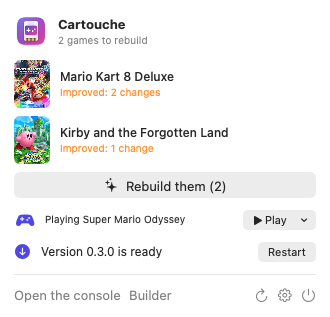 Cartouche
2 games to rebuild
Mario Kart 8 Deluxe
Improved: 2 changes
Kirby and the Forgotten Land
Improved: 1 change
Rebuild them (2)
Playing Super Mario Odyssey
Play
Version 0.3.0 is ready
Restart
Open the console Builder